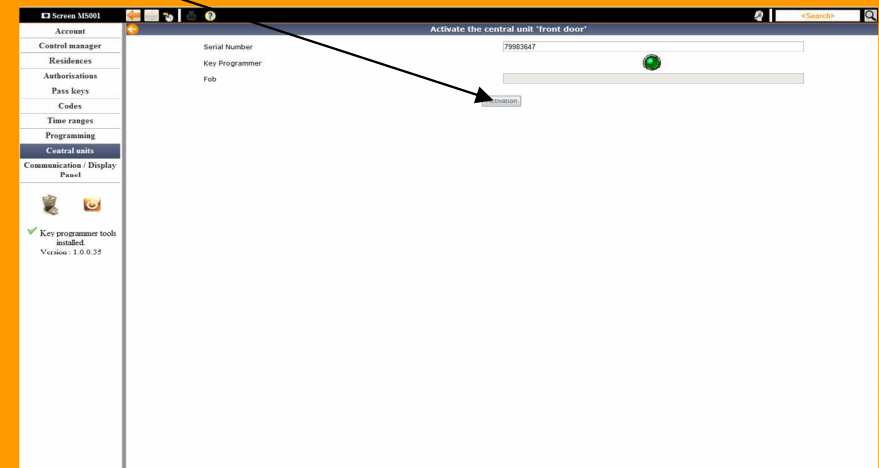 Screen MS001
<Search>
Account
Activate the central unit 'front door'
Control manager
Serial Number
79983647
Residences
Key Programmer
Authorisations
Fob
Pass keys
Codes
Activation
Time ranges
Programming
Central units
Communication / Display
Panel
Key programmer tools
installed.
Version : 1.0.0.35